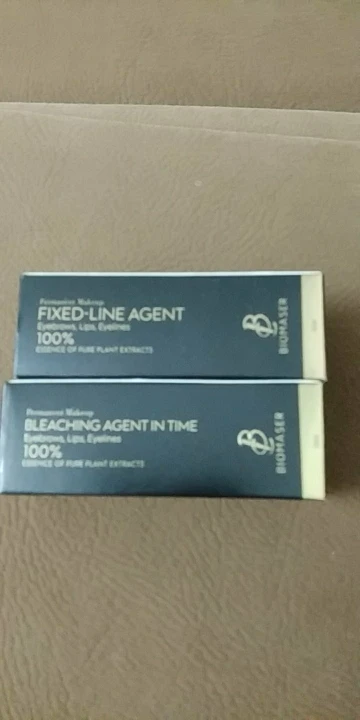 Permanent Makeup
FIXED-LINE AGENT
Eyebrows, Lips, Eyelines
100%
ESSENCE OF PURE PLANT EXTRACTS
BIOMASER
Permanent Makeup
BLEACHING AGENT IN TIME
Eyebrows, Lips, Eyelines
100%
ESSENCE OF PURE PLANT EXTRACTS
BIOMASER